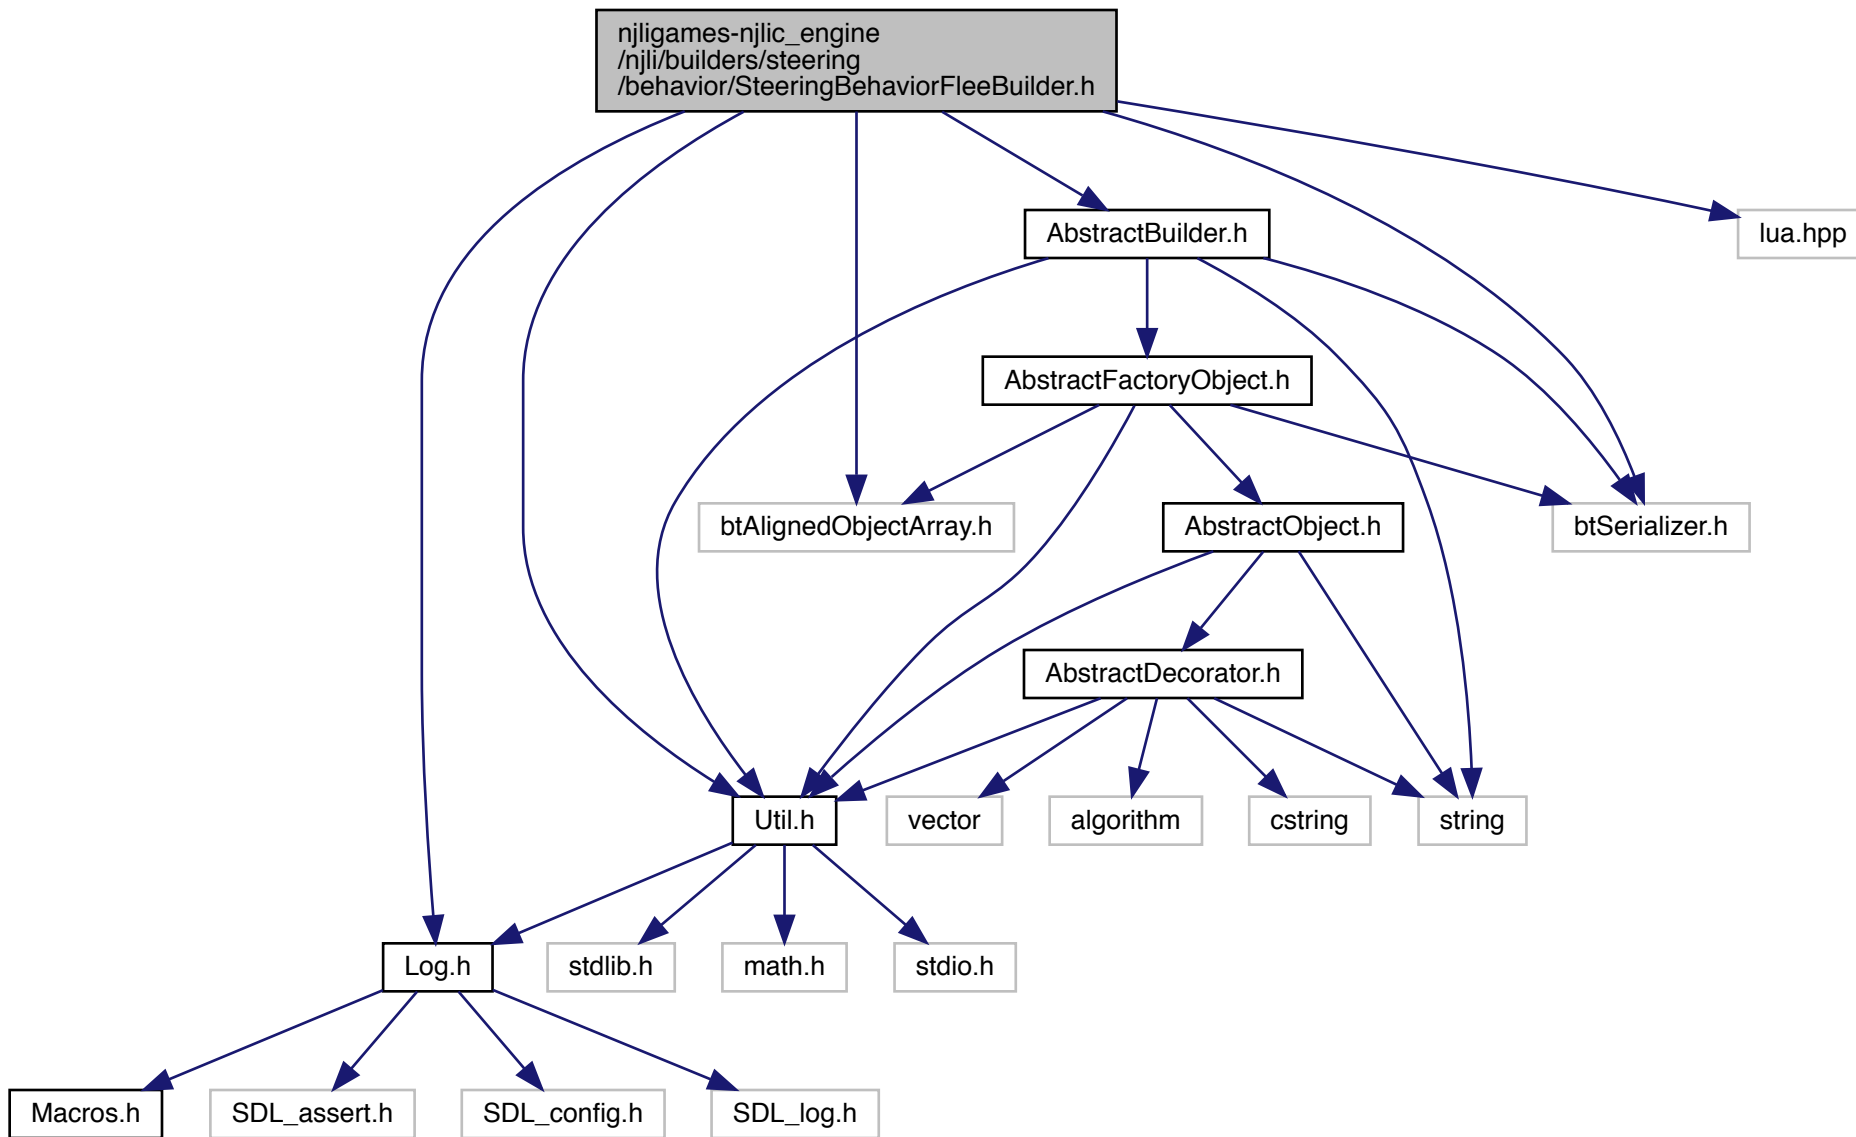 njligames-njlic_engine
/njli/builders/steering
/behavior/SteeringBehaviorFleeBuilder.h
AbstractBuilder.h
lua.hpp
AbstractFactoryObject.h
btAlignedObjectArray.h
AbstractObject.h
btSerializer.h
AbstractDecorator.h
Util.h
vector
algorithm
cstring
string
Log.h
stdlib.h
math.h
stdio.h
Macros.h
SDL_assert.h
SDL_config.h
SDL_log.h